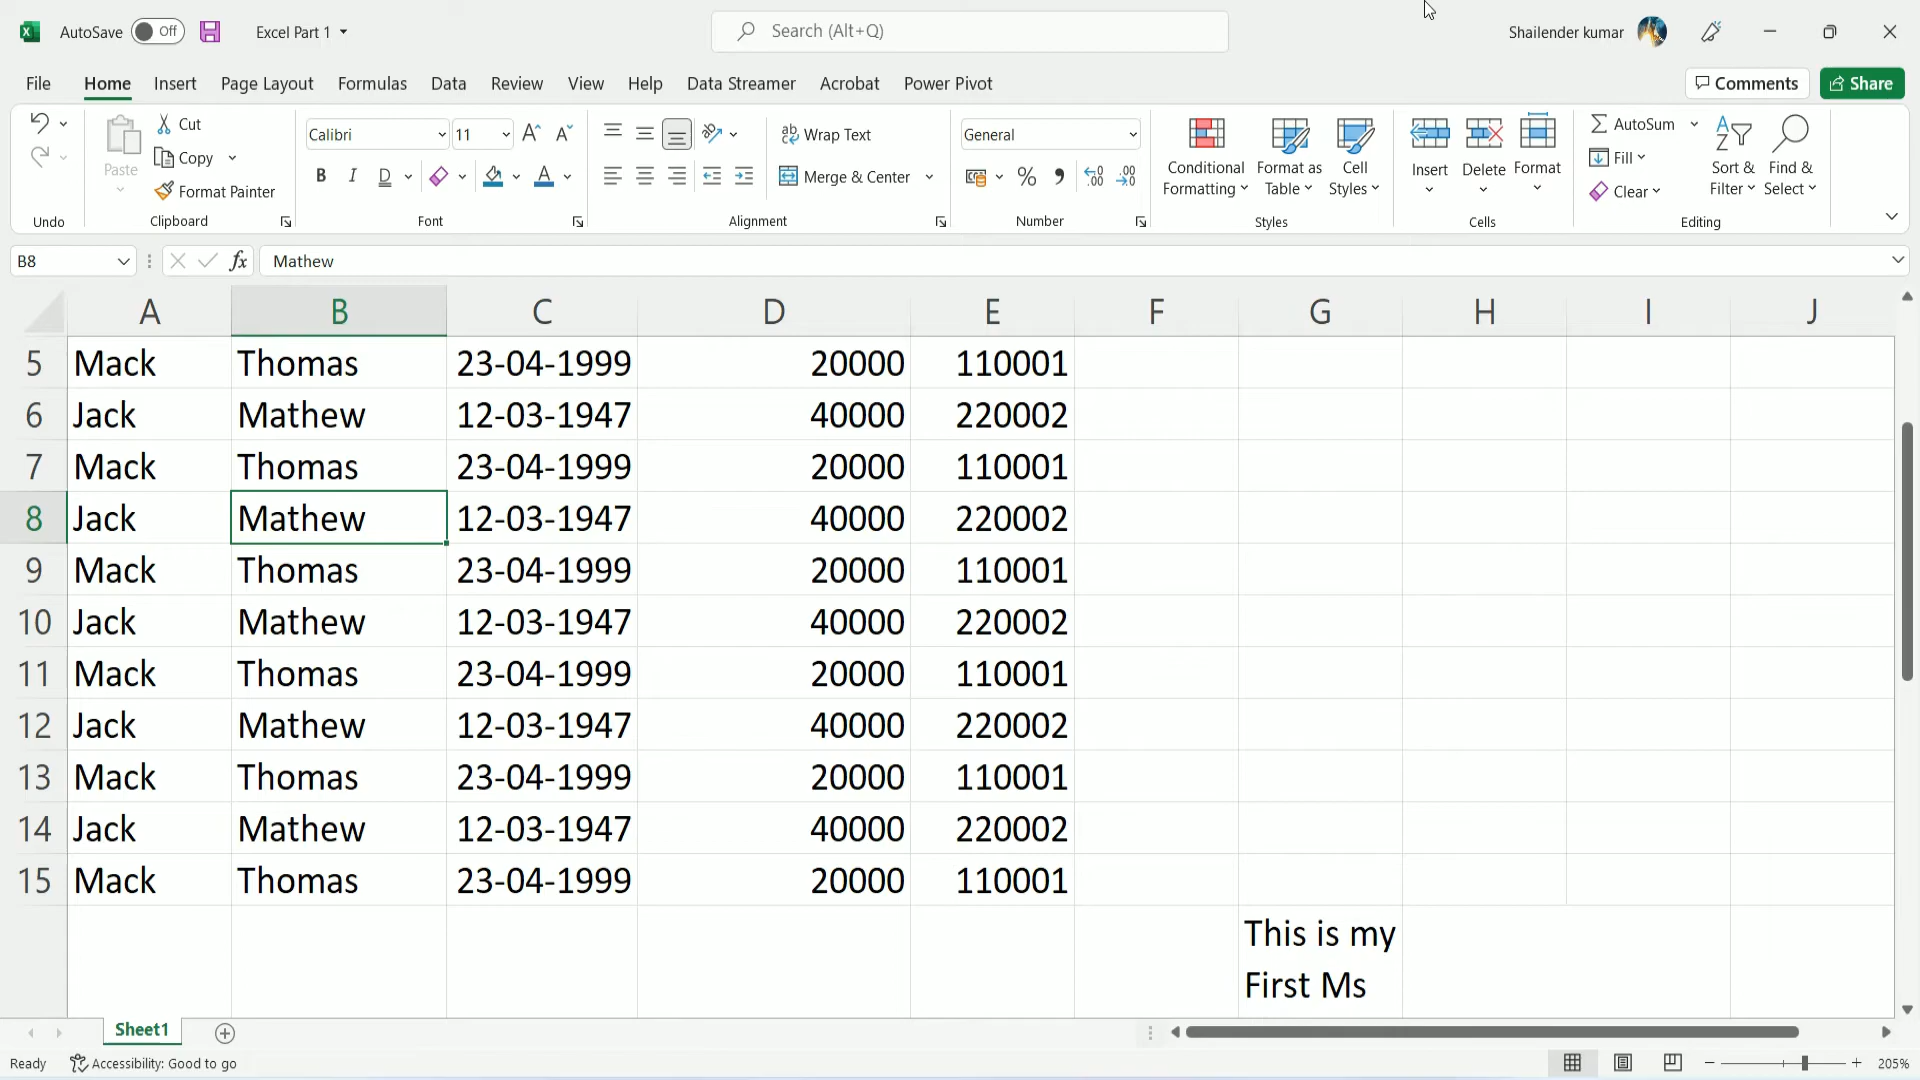 AutoSave Off Excel Part 1 Search (Alt+Q) Shailender kumar
File Home Insert Page Layout Formulas Data Review View Help Data Streamer Acrobat Power Pivot Comments Share
Paste Cut Copy Format Painter
Calibri 11 B I D A
Wrap Text Merge & Center
General % 9
Conditional Formatting Format as Table Cell Styles
Insert Delete Format
AutoSum Fill Clear Sort & Filter Find & Select
Undo Clipboard Font Alignment Number Styles Cells Editing
B8 fx Mathew
A B C D E F G H I J
5 Mack Thomas 23-04-1999 20000 110001
6 Jack Mathew 12-03-1947 40000 220002
7 Mack Thomas 23-04-1999 20000 110001
8 Jack Mathew 12-03-1947 40000 220002
9 Mack Thomas 23-04-1999 20000 110001
10 Jack Mathew 12-03-1947 40000 220002
11 Mack Thomas 23-04-1999 20000 110001
12 Jack Mathew 12-03-1947 40000 220002
13 Mack Thomas 23-04-1999 20000 110001
14 Jack Mathew 12-03-1947 40000 220002
15 Mack Thomas 23-04-1999 20000 110001
This is my
First Ms
Sheet1
Ready Accessibility: Good to go 205%